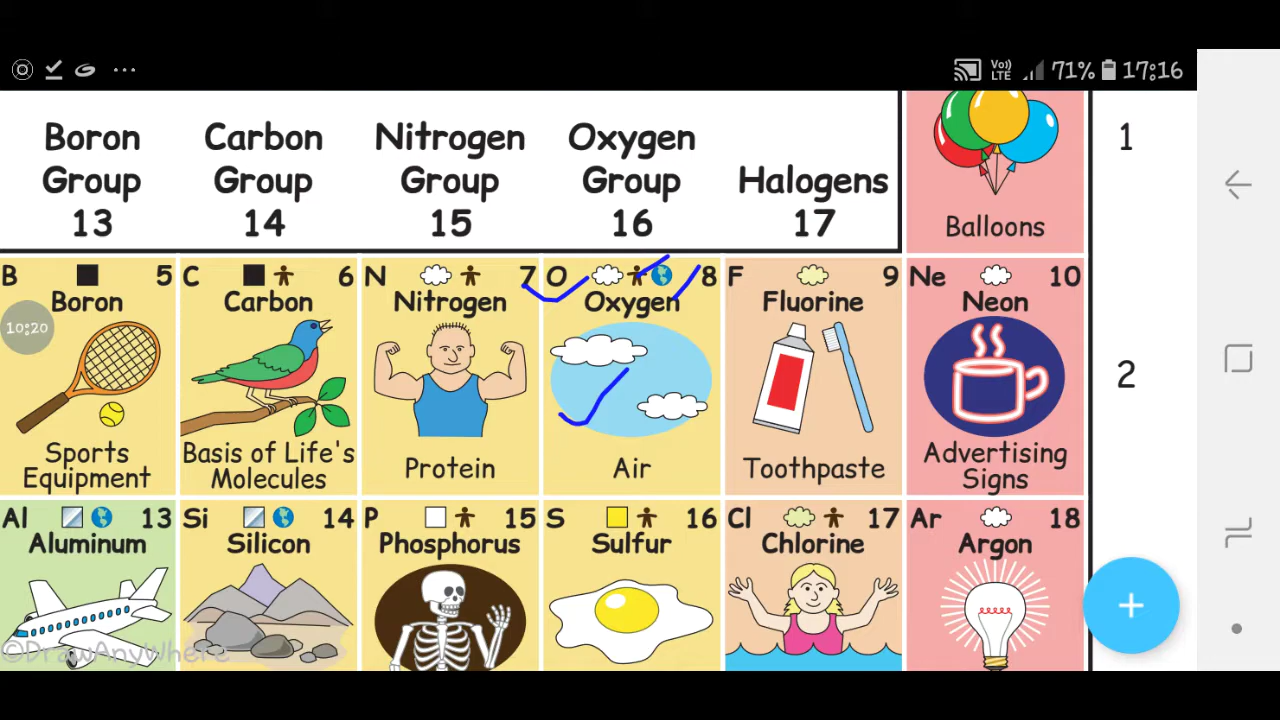 Vo)) LTE 71% 17:16
Boron Group 13
Carbon Group 14
Nitrogen Group 15
Oxygen Group 16
Halogens 17
Balloons
1
B 5
Boron
Sports
Equipment
C 6
Carbon
Basis of Life's
Molecules
N 7
Nitrogen
Protein
O 8
Oxygen
Air
F 9
Fluorine
Toothpaste
Ne 10
Neon
Advertising
Signs
2
10:20
Al 13
Aluminum
Si 14
Silicon
P 15
Phosphorus
S 16
Sulfur
Cl 17
Chlorine
Ar 18
Argon
©DrawAnyWhere